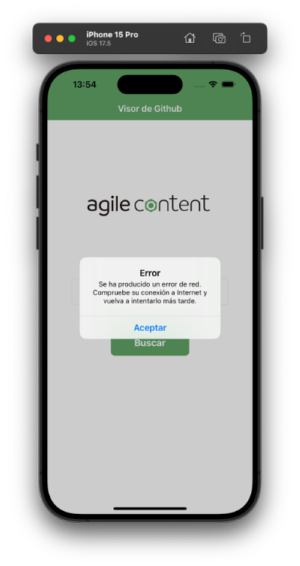 iPhone 15 Pro
iOS 17.5
13:54
Visor de Github
agile content
Error
Se ha producido un error de red.
Compruebe su conexión a Internet y
vuelva a intentarlo más tarde.
Aceptar
Buscar